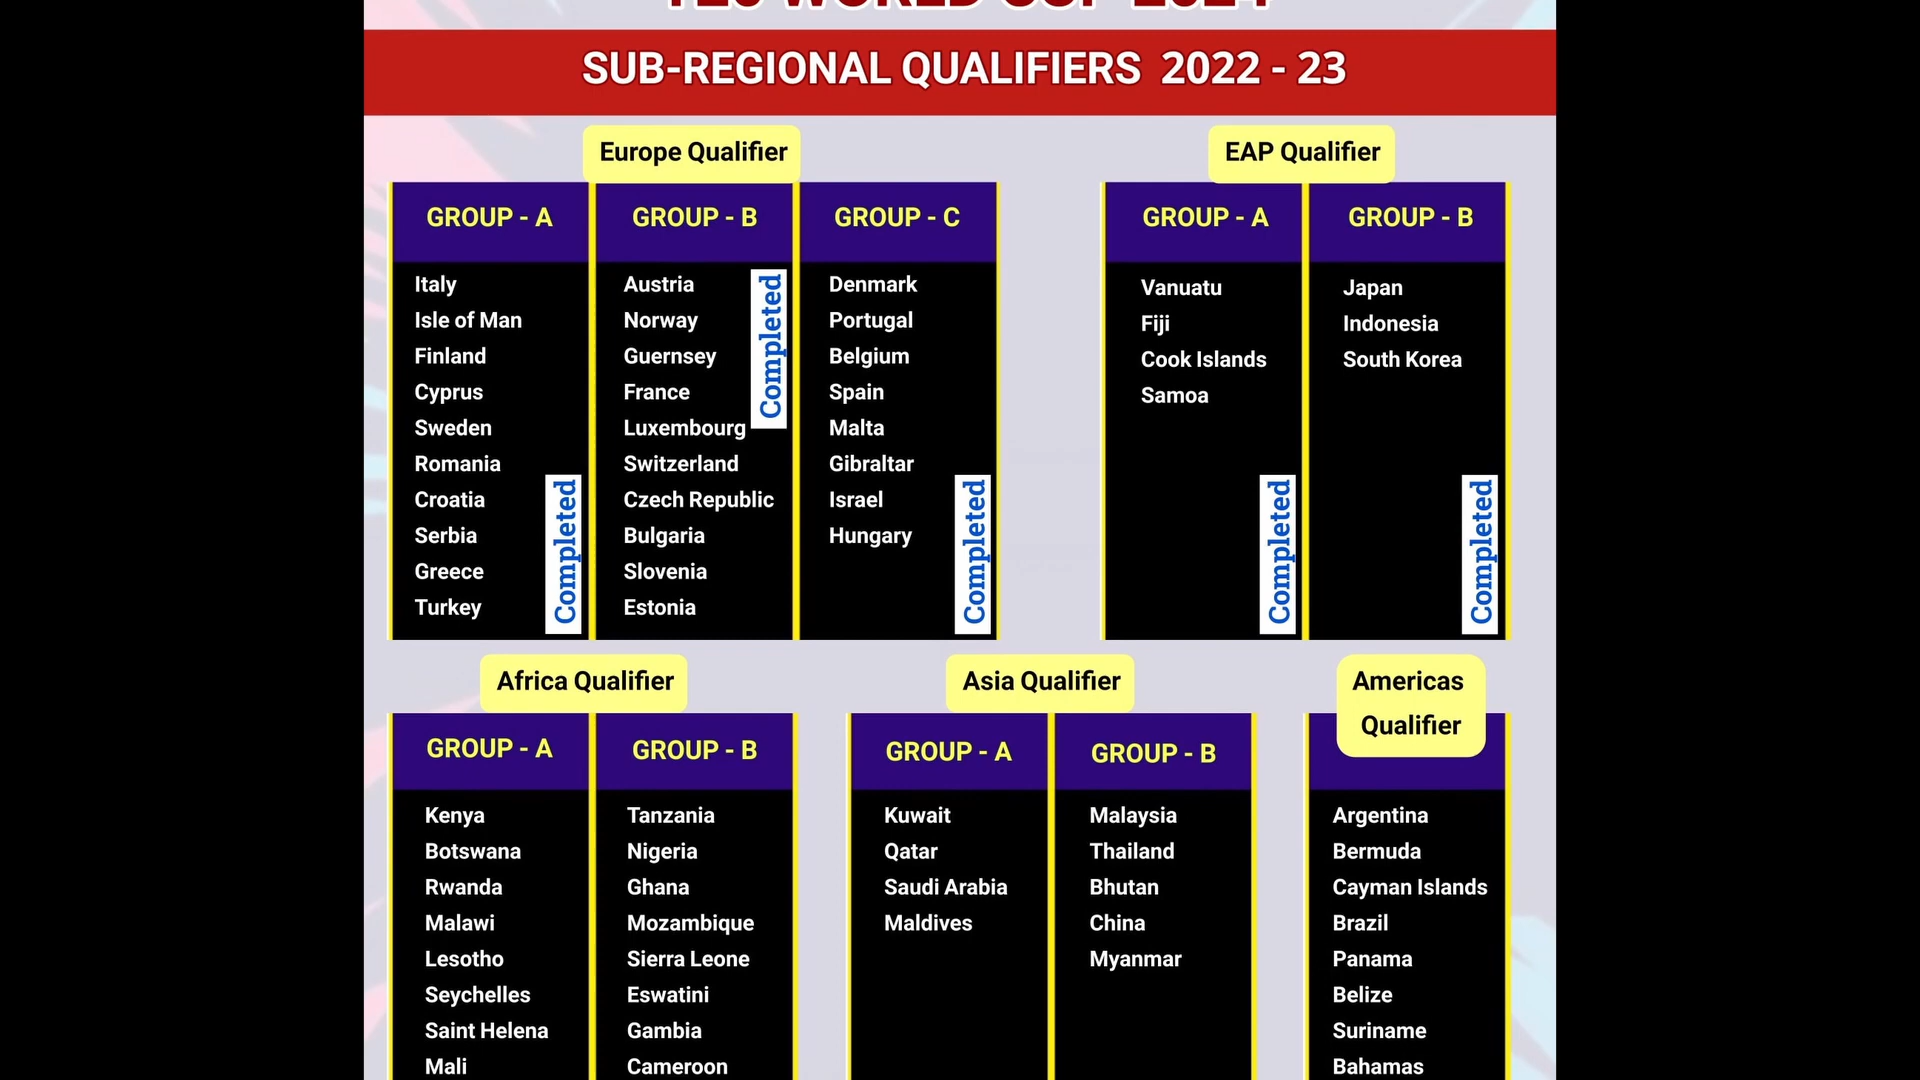 T20 WORLD CUP 2024
SUB-REGIONAL QUALIFIERS 2022 - 23
Europe Qualifier
GROUP - A
Italy
Isle of Man
Finland
Cyprus
Sweden
Romania
Croatia
Serbia
Greece
Turkey
Completed
GROUP - B
Austria
Norway
Guernsey
France
Luxembourg
Switzerland
Czech Republic
Bulgaria
Slovenia
Estonia
Completed
GROUP - C
Denmark
Portugal
Belgium
Spain
Malta
Gibraltar
Israel
Hungary
Completed
EAP Qualifier
GROUP - A
Vanuatu
Fiji
Cook Islands
Samoa
Completed
GROUP - B
Japan
Indonesia
South Korea
Completed
Africa Qualifier
GROUP - A
Kenya
Botswana
Rwanda
Malawi
Lesotho
Seychelles
Saint Helena
Mali
GROUP - B
Tanzania
Nigeria
Ghana
Mozambique
Sierra Leone
Eswatini
Gambia
Cameroon
Asia Qualifier
GROUP - A
Kuwait
Qatar
Saudi Arabia
Maldives
GROUP - B
Malaysia
Thailand
Bhutan
China
Myanmar
Americas
Qualifier
Argentina
Bermuda
Cayman Islands
Brazil
Panama
Belize
Suriname
Bahamas